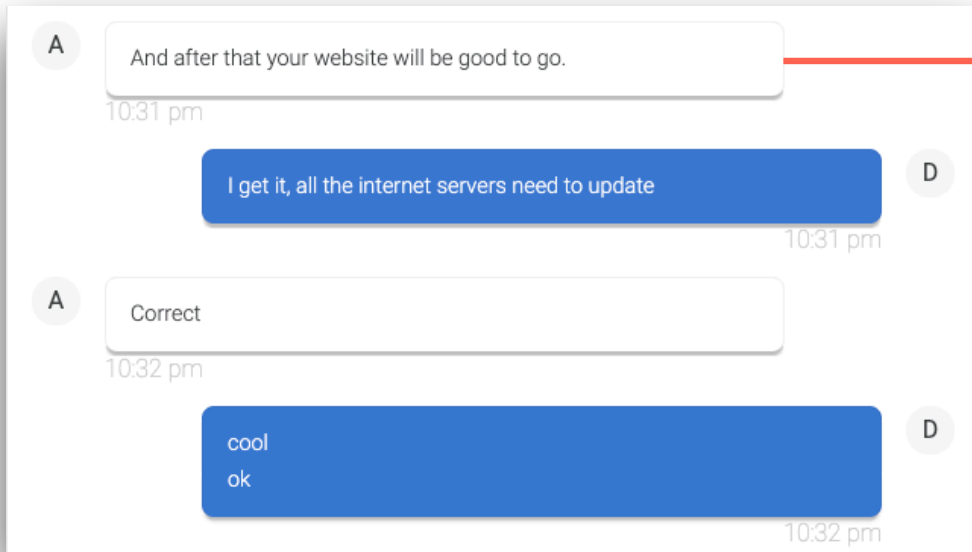 A
And after that your website will be good to go.
10:31 pm
I get it, all the internet servers need to update
D
10:31 pm
A
Correct
10:32 pm
cool
D
ok
10:32 pm